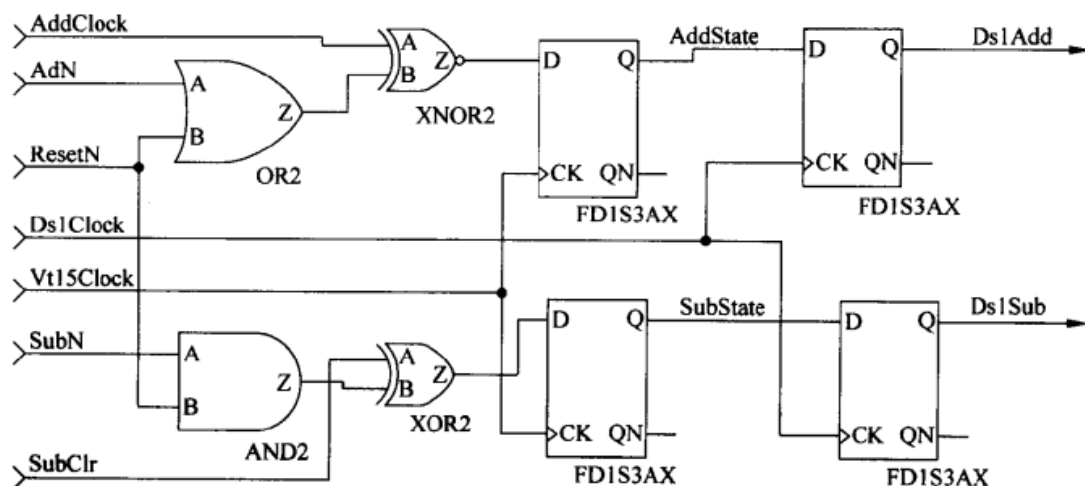 AddClock
AddState
Ds1Add
A
Z
B
D
Q
D
Q
AdN
A
Z
B
XNOR2
ResetN
OR2
CK
QN
CK
QN
FD1S3AX
FD1S3AX
Ds1Clock
Vt15Clock
SubState
Ds1Sub
D
Q
D
Q
SubN
A
Z
B
A
Z
B
XOR2
AND2
CK
QN
CK
QN
SubClr
FD1S3AX
FD1S3AX